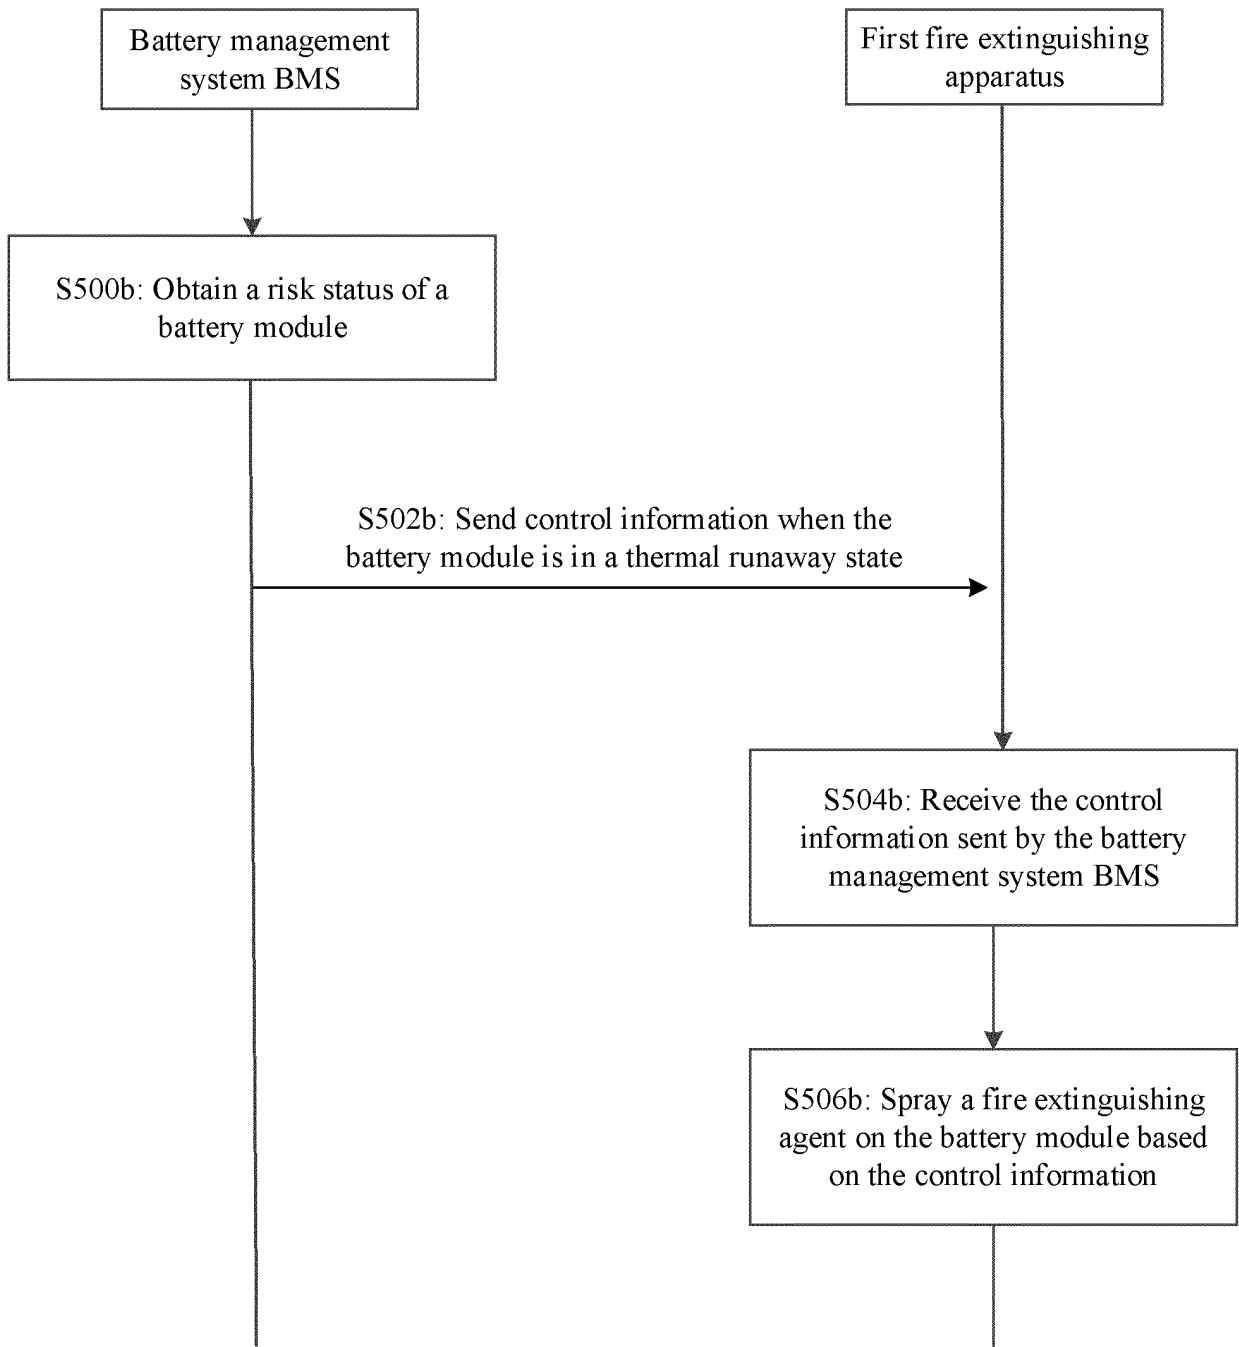 Battery management
system BMS
First fire extinguishing
apparatus
S500b: Obtain a risk status of a
battery module
S502b: Send control information when the
battery module is in a thermal runaway state
S504b: Receive the control
information sent by the battery
management system BMS
S506b: Spray a fire extinguishing
agent on the battery module based
on the control information